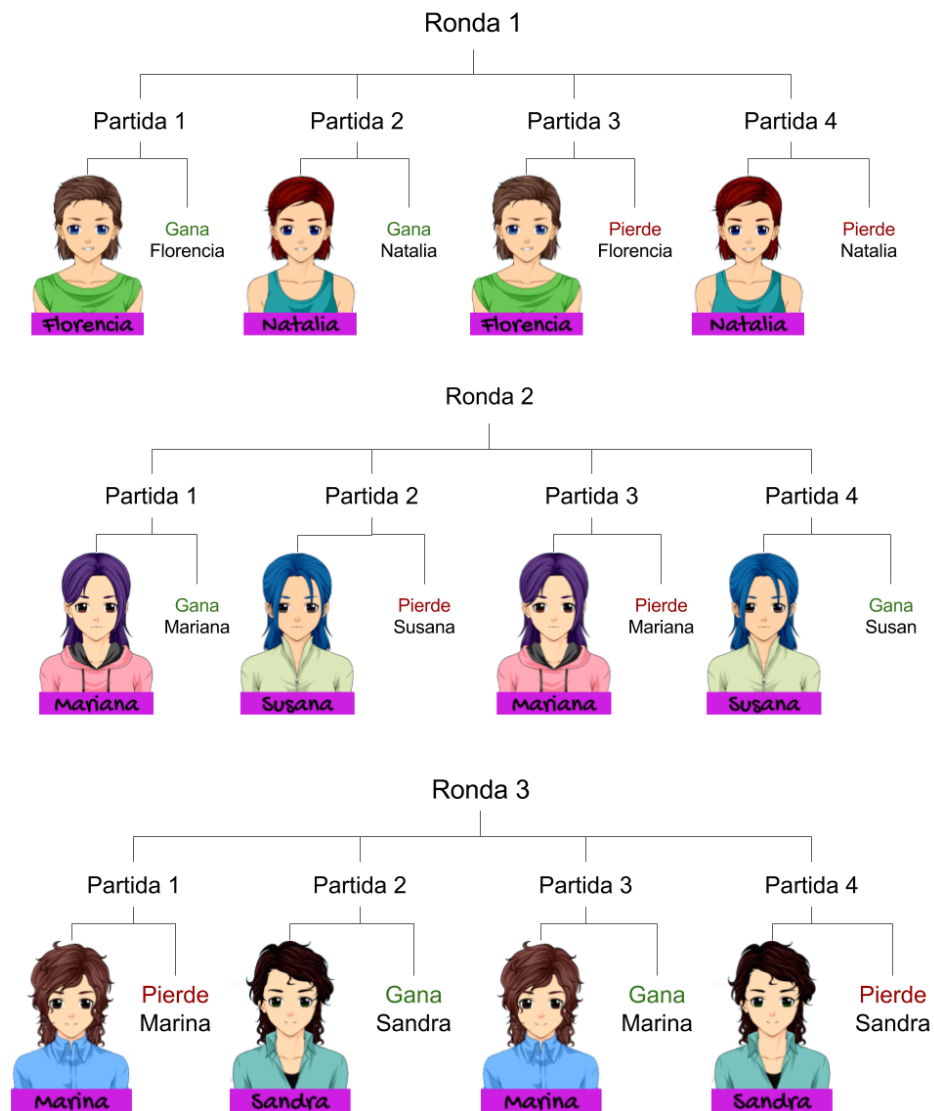 Ronda 1
Partida 1
Partida 2
Partida 3
Partida 4
Gana
Florencia
Gana
Natalia
Pierde
Florencia
Pierde
Natalia
Florencia
Natalia
Florencia
Natalia
Ronda 2
Partida 1
Partida 2
Partida 3
Partida 4
Gana
Mariana
Pierde
Susana
Pierde
Mariana
Gana
Susan
Mariana
Susana
Mariana
Susana
Ronda 3
Partida 1
Partida 2
Partida 3
Partida 4
Pierde
Marina
Gana
Sandra
Gana
Marina
Pierde
Sandra
Marina
Sandra
Marina
Sandra